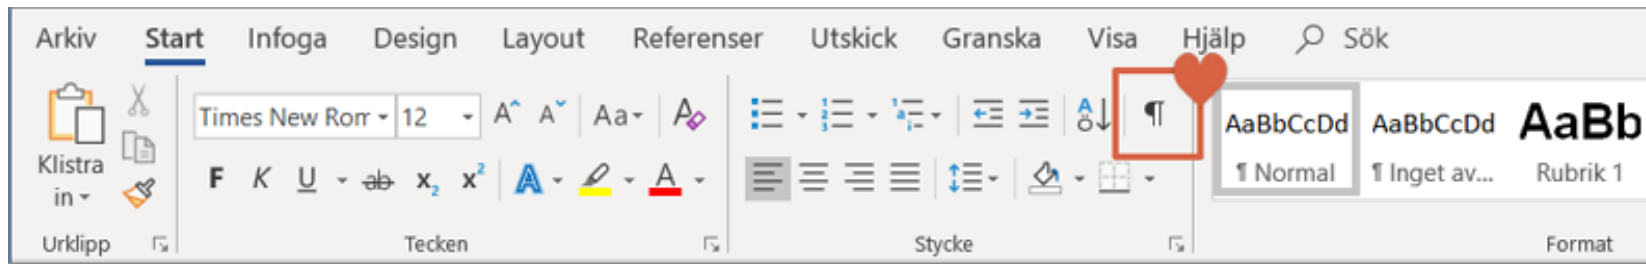 Arkiv Start Infoga Design Layout Referenser Utskick Granska Visa Hjälp Sök
Times New Rom 12 A A Aa A A Ö ¶
Klistra in
F K U ab x₂ x² A A
AaBbCcDd AaBbCcDd AaBb
¶ Normal ¶ Inget av... Rubrik 1
Urklipp Tecken Stycke Format